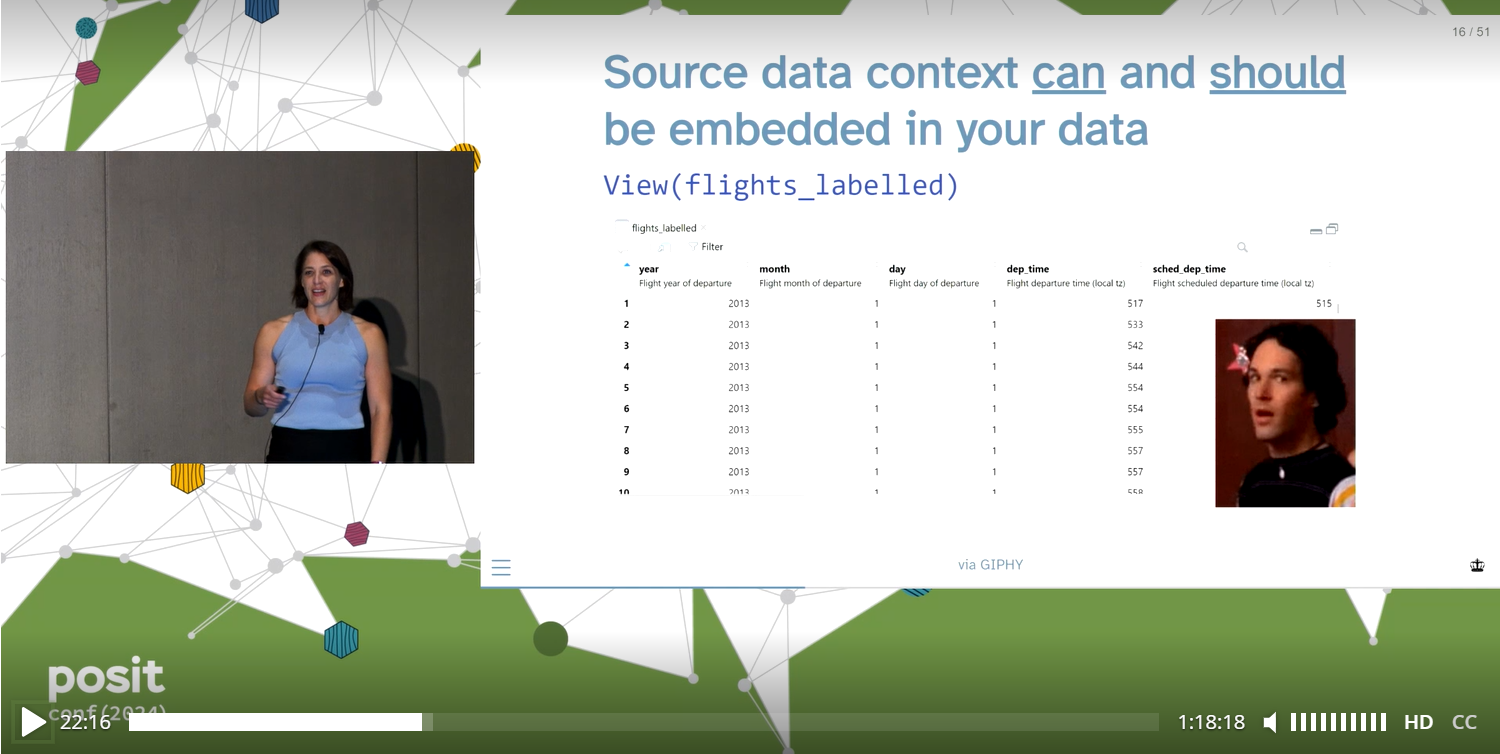 16 / 51
Source data context can and should
be embedded in your data
View(flights_labelled)
flights_labelled
Filter
year month day dep_time sched_dep_time
Flight year of departure Flight month of departure Flight day of departure Flight departure time (local tz) Flight scheduled departure time (local tz)
1 2013 1 1 517 515
2 2013 1 1 533
3 2013 1 1 542
4 2013 1 1 544
5 2013 1 1 554
6 2013 1 1 554
7 2013 1 1 555
8 2013 1 1 557
9 2013 1 1 557
10 2013 1 1 558
via GIPHY
posit
conf(2024)
22:16 1:18:18 HD CC